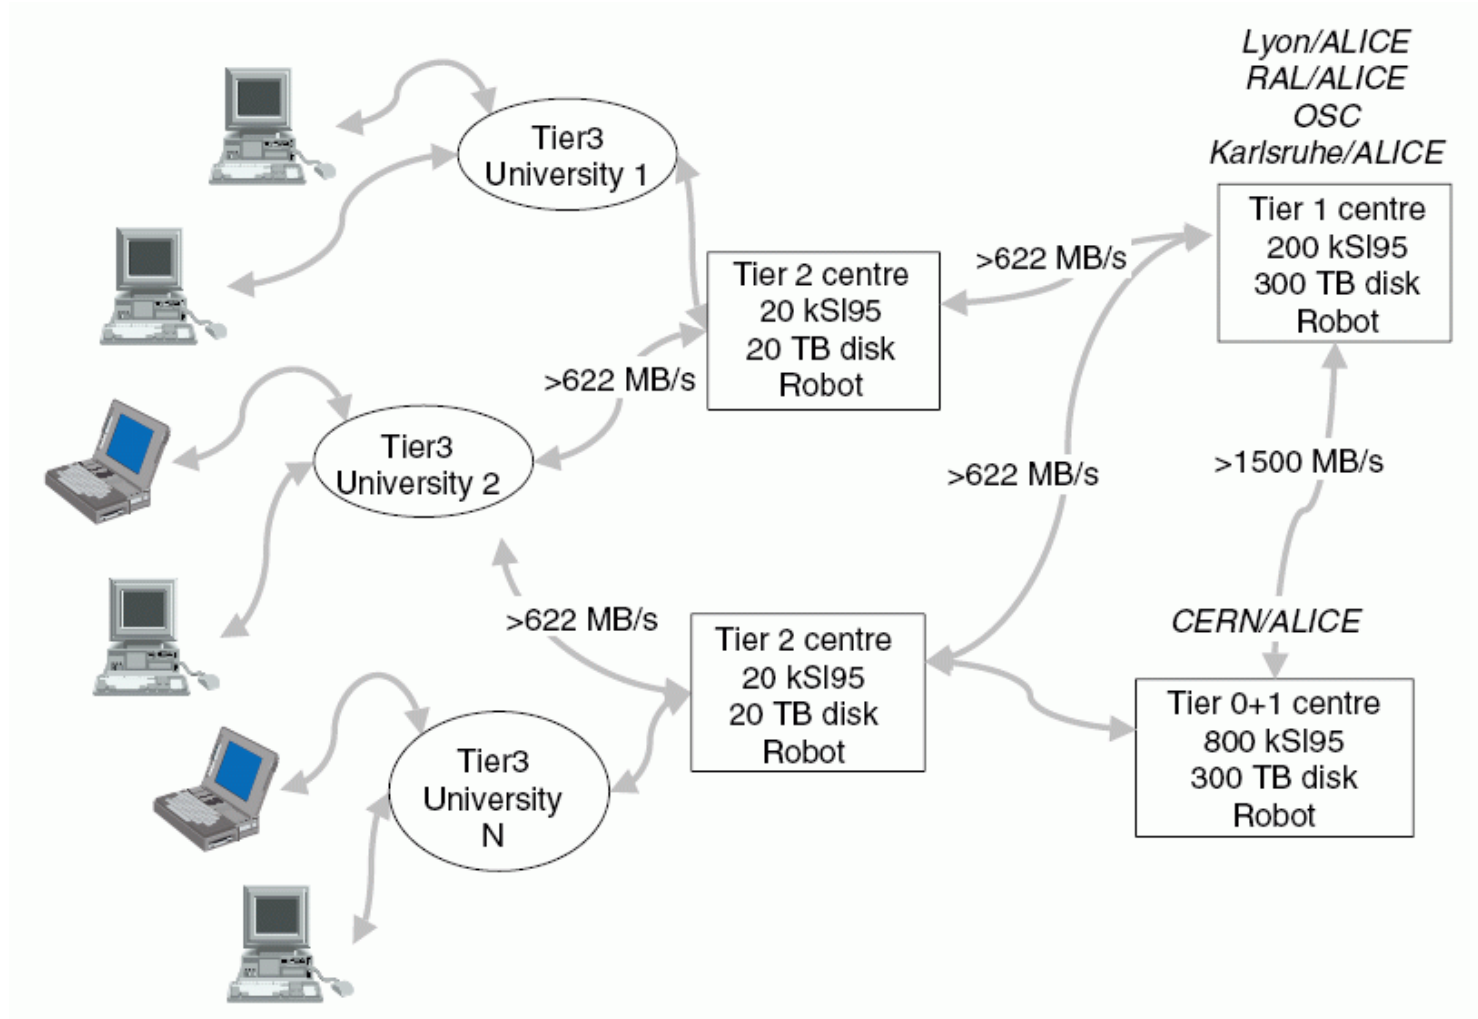 Lyon/ALICE
RAL/ALICE
OSC
Karlsruhe/ALICE
Tier3
University 1
Tier 1 centre
200 kSI95
300 TB disk
Robot
>622 MB/s
Tier 2 centre
20 kSI95
20 TB disk
Robot
>622 MB/s
Tier3
University 2
>622 MB/s
>1500 MB/s
>622 MB/s
CERN/ALICE
Tier 2 centre
20 kSI95
20 TB disk
Robot
Tier 0+1 centre
800 kSI95
300 TB disk
Robot
Tier3
University
N